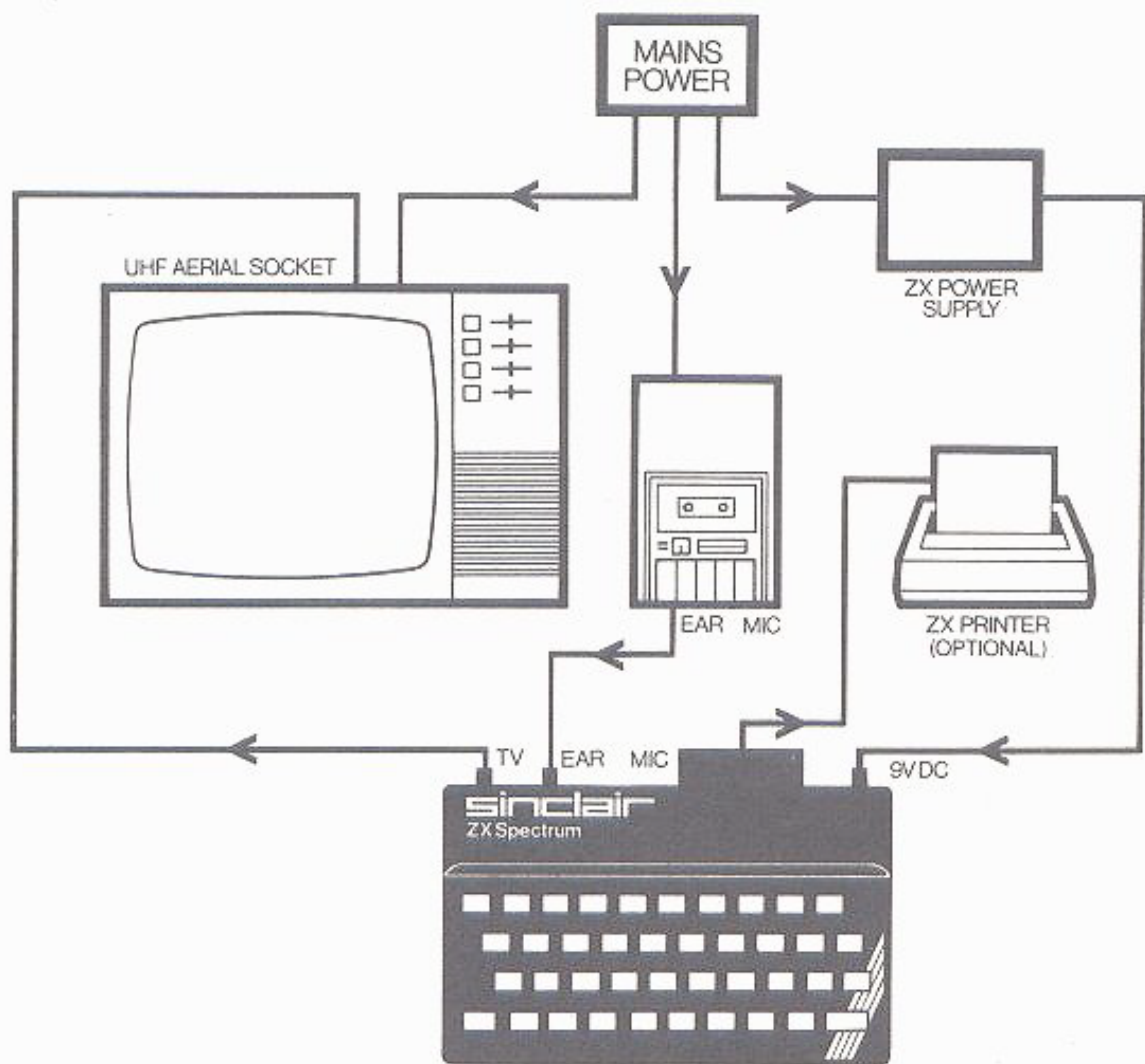 MAINS
POWER
UHF AERIAL SOCKET
ZX POWER
SUPPLY
EAR MIC
ZX PRINTER
(OPTIONAL)
TV EAR MIC
9V DC
sinclair
ZX Spectrum